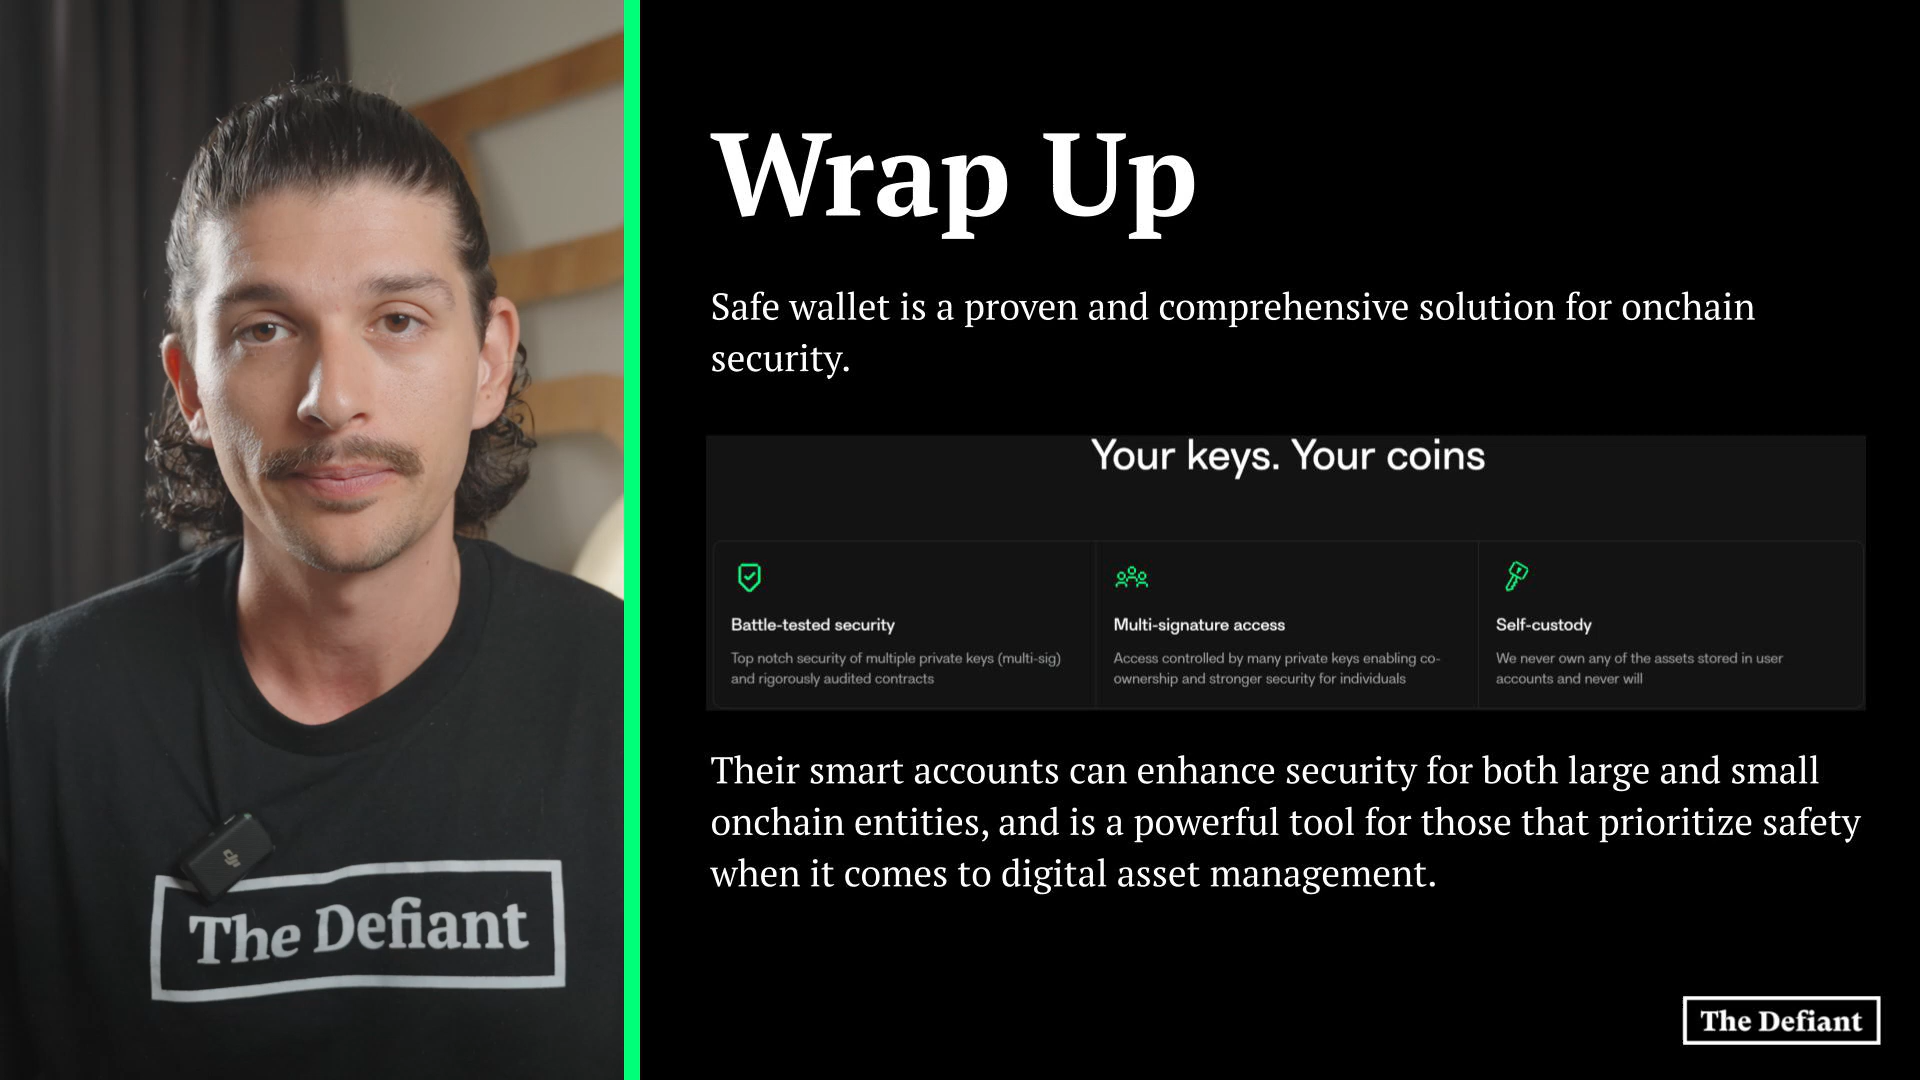 Wrap Up
Safe wallet is a proven and comprehensive solution for onchain
security.
Your keys. Your coins
Battle-tested security
Top notch security of multiple private keys (multi-sig)
and rigorously audited contracts
Multi-signature access
Access controlled by many private keys enabling co-
ownership and stronger security for individuals
Self-custody
We never own any of the assets stored in user
accounts and never will
Their smart accounts can enhance security for both large and small
onchain entities, and is a powerful tool for those that prioritize safety
when it comes to digital asset management.
dji
The Defiant
The Defiant